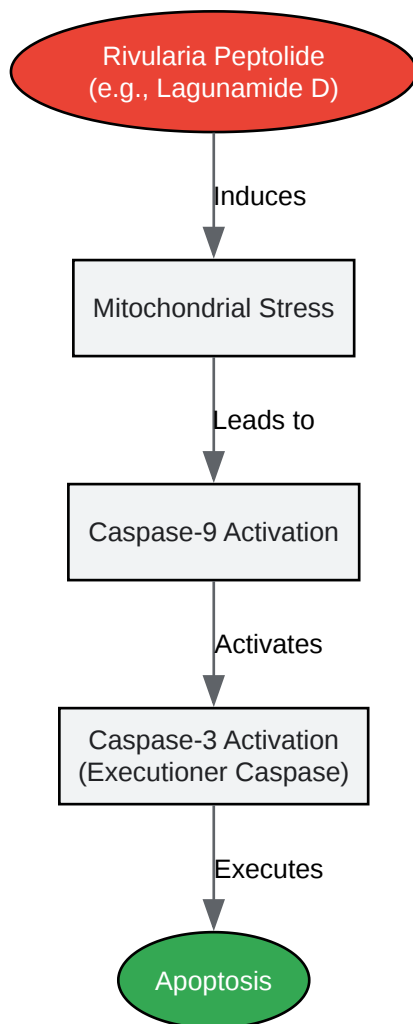 Rivularia Peptolide
(e.g., Lagunamide D)
Induces
Mitochondrial Stress
Leads to
Caspase-9 Activation
Activates
Caspase-3 Activation
(Executioner Caspase)
Executes
Apoptosis